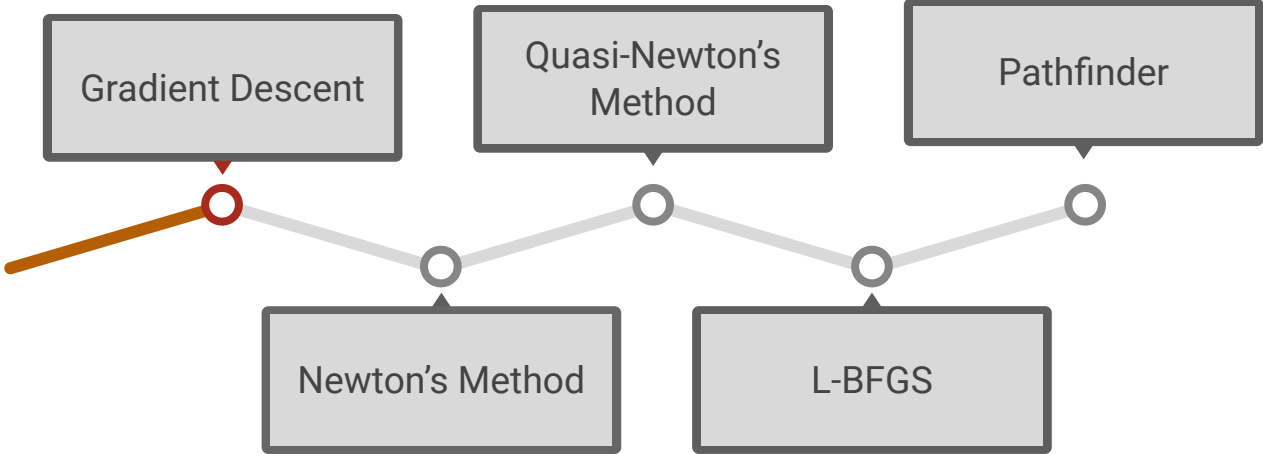 Gradient Descent
Newton’s Method
Quasi-Newton’s
Method
L-BFGS
Pathfinder